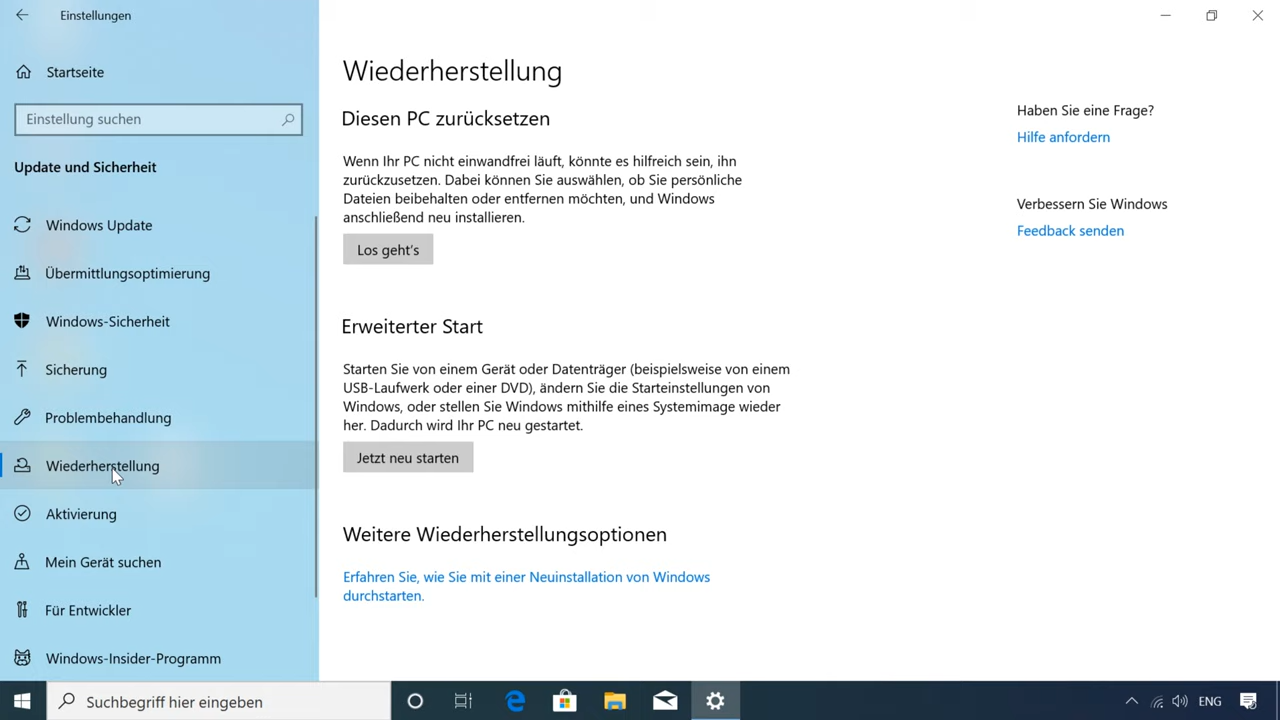 Einstellungen
Startseite
Einstellung suchen
Update und Sicherheit
Windows Update
Übermittlungsoptimierung
Windows-Sicherheit
Sicherung
Problembehandlung
Wiederherstellung
Aktivierung
Mein Gerät suchen
Für Entwickler
Windows-Insider-Programm
Wiederherstellung
Diesen PC zurücksetzen
Wenn Ihr PC nicht einwandfrei läuft, könnte es hilfreich sein, ihn
zurückzusetzen. Dabei können Sie auswählen, ob Sie persönliche
Dateien beibehalten oder entfernen möchten, und Windows
anschließend neu installieren.
Los geht's
Erweiterter Start
Starten Sie von einem Gerät oder Datenträger (beispielsweise von einem
USB-Laufwerk oder einer DVD), ändern Sie die Starteinstellungen von
Windows, oder stellen Sie Windows mithilfe eines Systemimage wieder
her. Dadurch wird Ihr PC neu gestartet.
Jetzt neu starten
Weitere Wiederherstellungsoptionen
Erfahren Sie, wie Sie mit einer Neuinstallation von Windows
durchstarten.
Haben Sie eine Frage?
Hilfe anfordern
Verbessern Sie Windows
Feedback senden
Suchbegriff hier eingeben
ENG